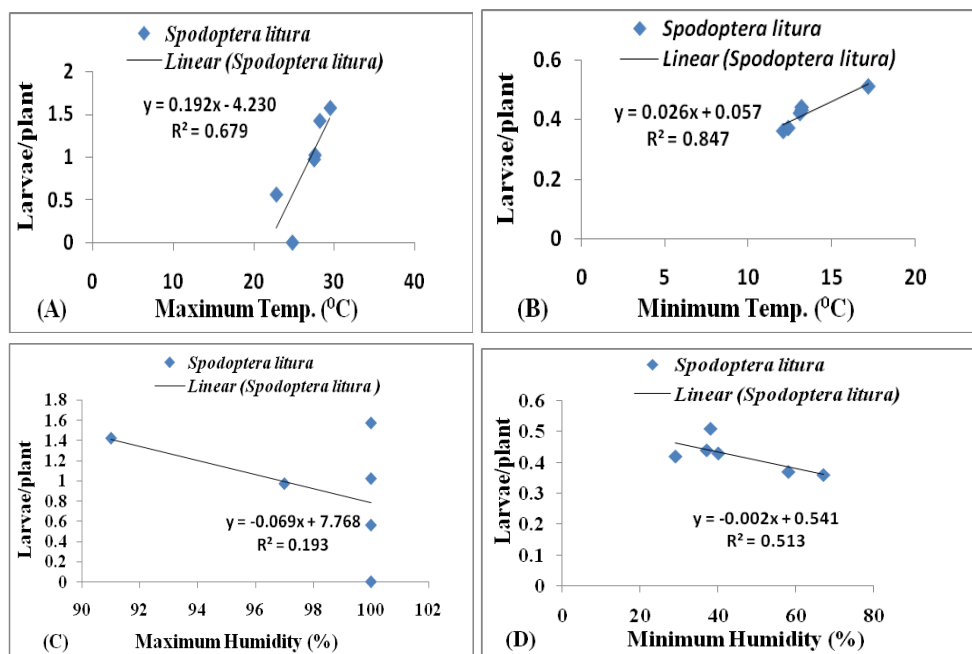 Spodoptera litura
Linear (Spodoptera litura)
y = 0.192x - 4.230
R² = 0.679
Larvae/plant
2
1.5
1
0.5
0
0 10 20 30 40
(A) Maximum Temp. (⁰C)
Spodoptera litura
Linear (Spodoptera litura)
y = 0.026x + 0.057
R² = 0.847
Larvae/plant
0.6
0.4
0.2
0
0 5 10 15 20
(B) Minimum Temp. (⁰C)
Spodoptera litura
Linear (Spodoptera litura )
Larvae/plant
1.8
1.6
1.4
1.2
1
0.8
0.6
0.4
0.2
0
y = -0.069x + 7.768
R² = 0.193
90 92 94 96 98 100 102
(C) Maximum Humidity (%)
Spodoptera litura
Linear (Spodoptera litura)
Larvae/plant
0.6
0.5
0.4
0.3
0.2
0.1
0
y = -0.002x + 0.541
R² = 0.513
0 20 40 60 80
(D) Minimum Humidity (%)